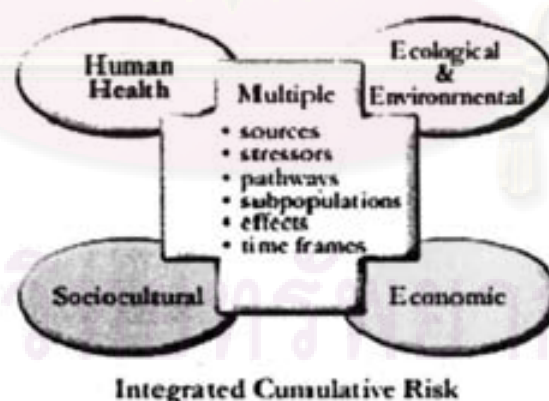 Human
Health
Ecological
&
Environmental
Multiple
• sources
• stressors
• pathways
• subpopulations
• effects
• time frames
Sociocultural
Economic
Integrated Cumulative Risk